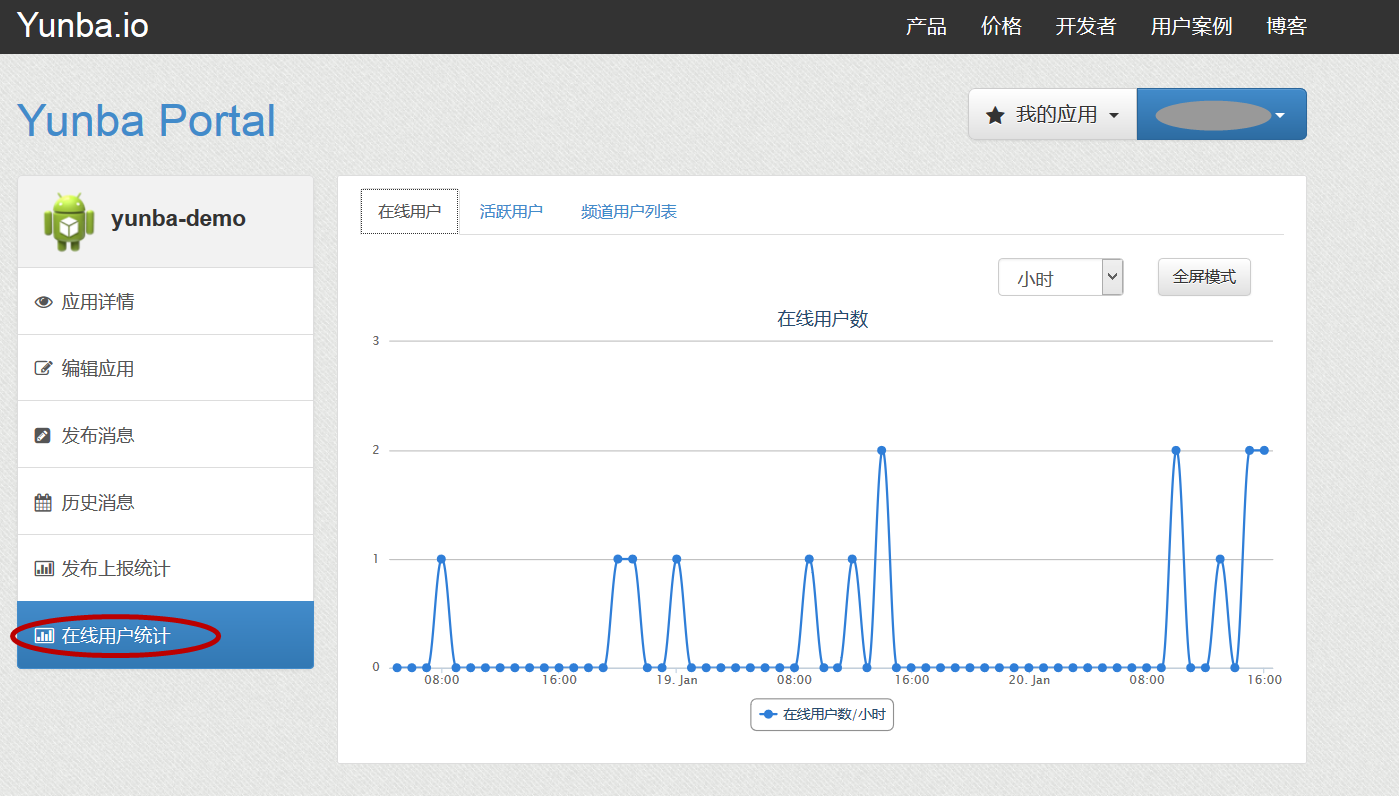 Yunba.io 产品 价格 开发者 用户案例 博客
Yunba Portal
我的应用
yunba-demo
应用详情
编辑应用
发布消息
历史消息
发布上报统计
在线用户统计
在线用户 活跃用户 频道用户列表
小时 全屏模式
在线用户数
3
2
1
0
08:00 16:00 19. Jan 08:00 16:00 20. Jan 08:00 16:00
在线用户数/小时